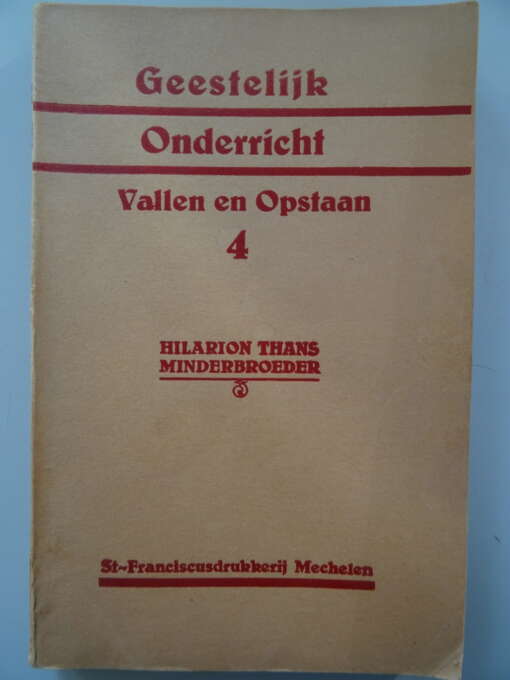 Geestelijk
Onderricht
Vallen en Opstaan
4
HILARION THANS
MINDERBROEDER
St-Franciscusdrukkerij Mechelen